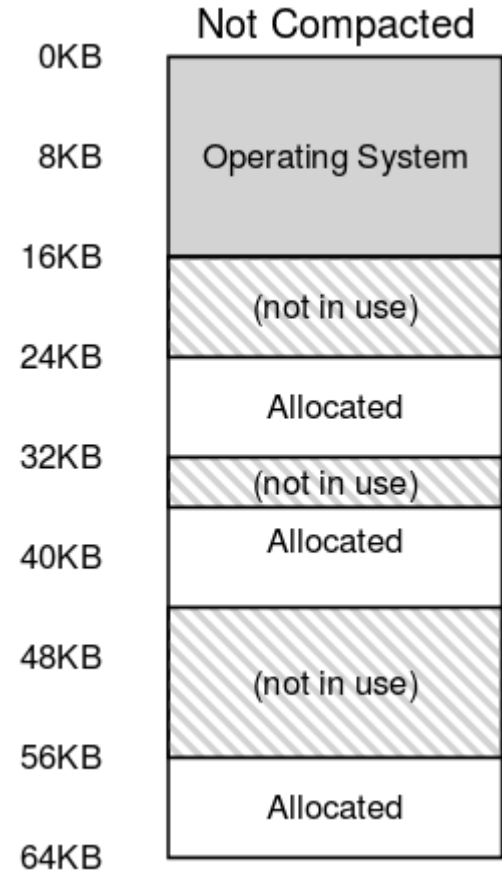 Not Compacted
0KB
8KB
Operating System
16KB
(not in use)
24KB
Allocated
32KB
(not in use)
Allocated
40KB
48KB
(not in use)
56KB
Allocated
64KB